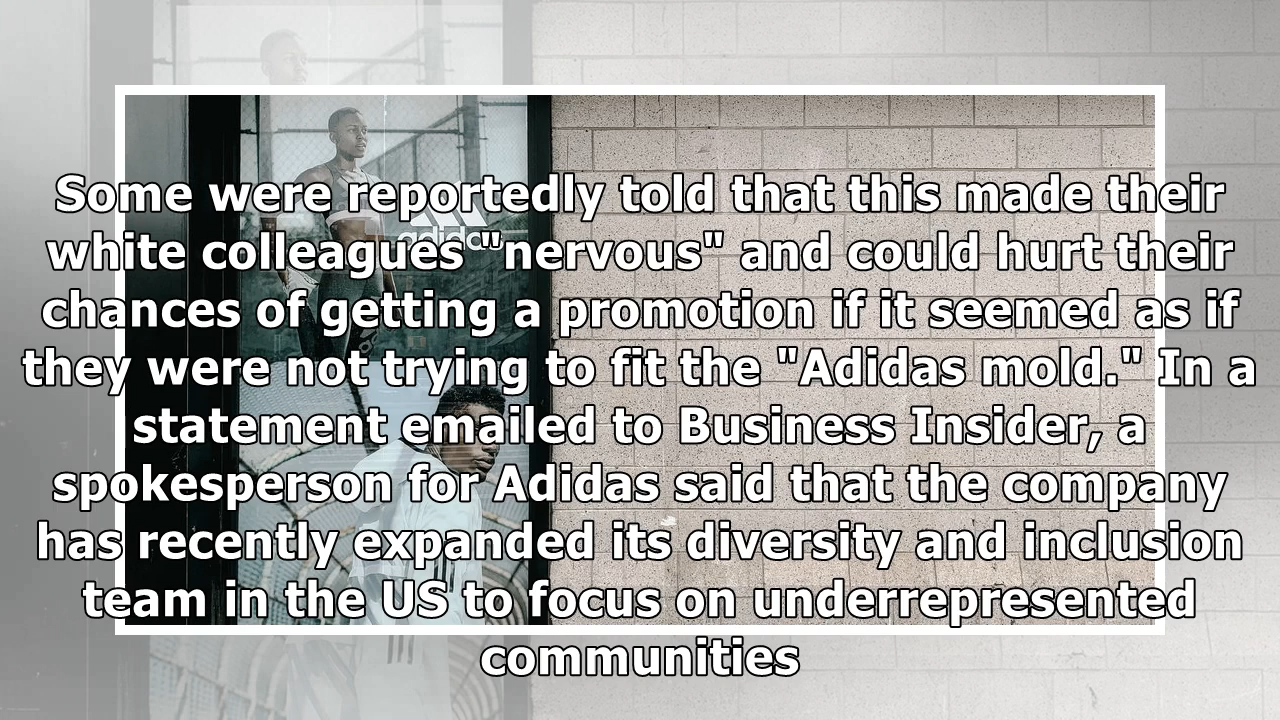 Some were reportedly told that this made their
white colleagues "nervous" and could hurt their
chances of getting a promotion if it seemed as if
they were not trying to fit the "Adidas mold." In a
statement emailed to Business Insider, a
spokesperson for Adidas said that the company
has recently expanded its diversity and inclusion
team in the US to focus on underrepresented
communities
adidas